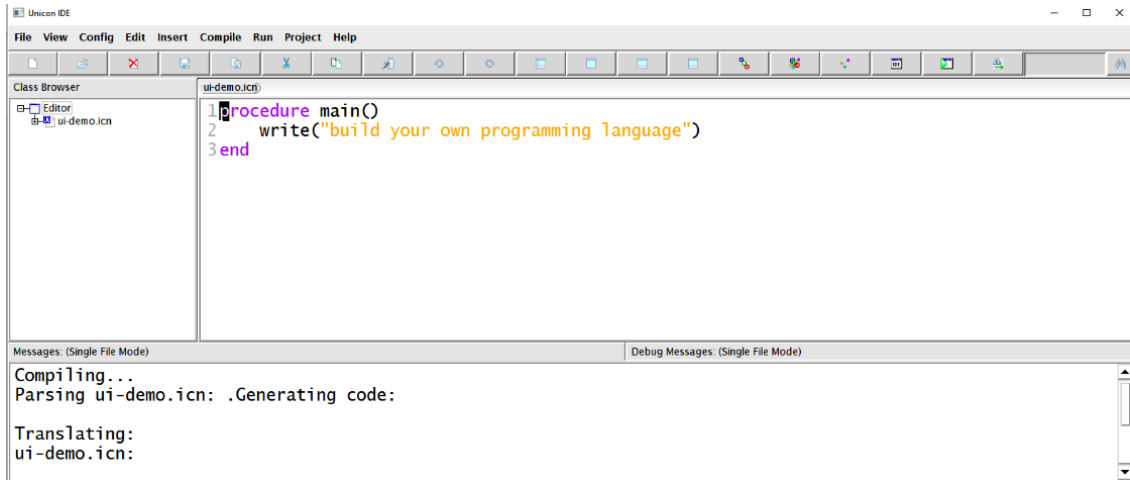 Unicon IDE
File View Config Edit Insert Compile Run Project Help
Class Browser
ui-demo.icn
Editor
ui-demo.icn
1 procedure main()
2     write("build your own programming language")
3 end
Messages: (Single File Mode)
Debug Messages: (Single File Mode)
Compiling...
Parsing ui-demo.icn: .Generating code:
Translating:
ui-demo.icn: